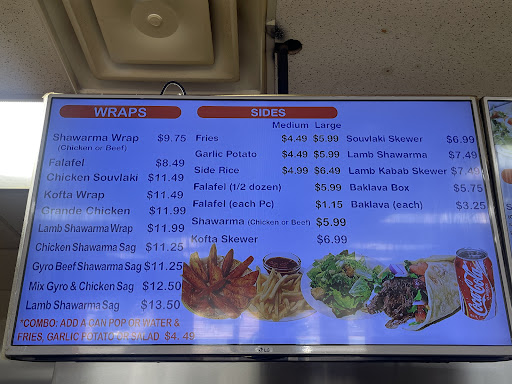 WRAPS
Shawarma Wrap $9.75
(Chicken or Beef)
Falafel $8.49
Chicken Souvlaki $11.49
Kofta Wrap $11.49
Grande Chicken $11.99
Lamb Shawarma Wrap $11.99
Chicken Shawarma Sag $11.25
Gyro Beef Shawarma Sag $11.25
Mix Gyro & Chicken Sag $12.50
Lamb Shawarma Sag $13.50
*COMBO: ADD A CAN POP OR WATER &
FRIES, GARLIC POTATO OR SALAD $4.49
SIDES
Medium Large
Fries $4.49 $5.99
Garlic Potato $4.49 $5.99
Side Rice $4.99 $6.49
Falafel (1/2 dozen) $5.99
Falafel (each Pc) $1.15
Shawarma (Chicken or Beef) $5.99
Kofta Skewer $6.99
Souvlaki Skewer $6.99
Lamb Shawarma $7.49
Lamb Kabab Skewer $7.49
Baklava Box $5.75
Baklava (each) $3.25
Coca-Cola
LG